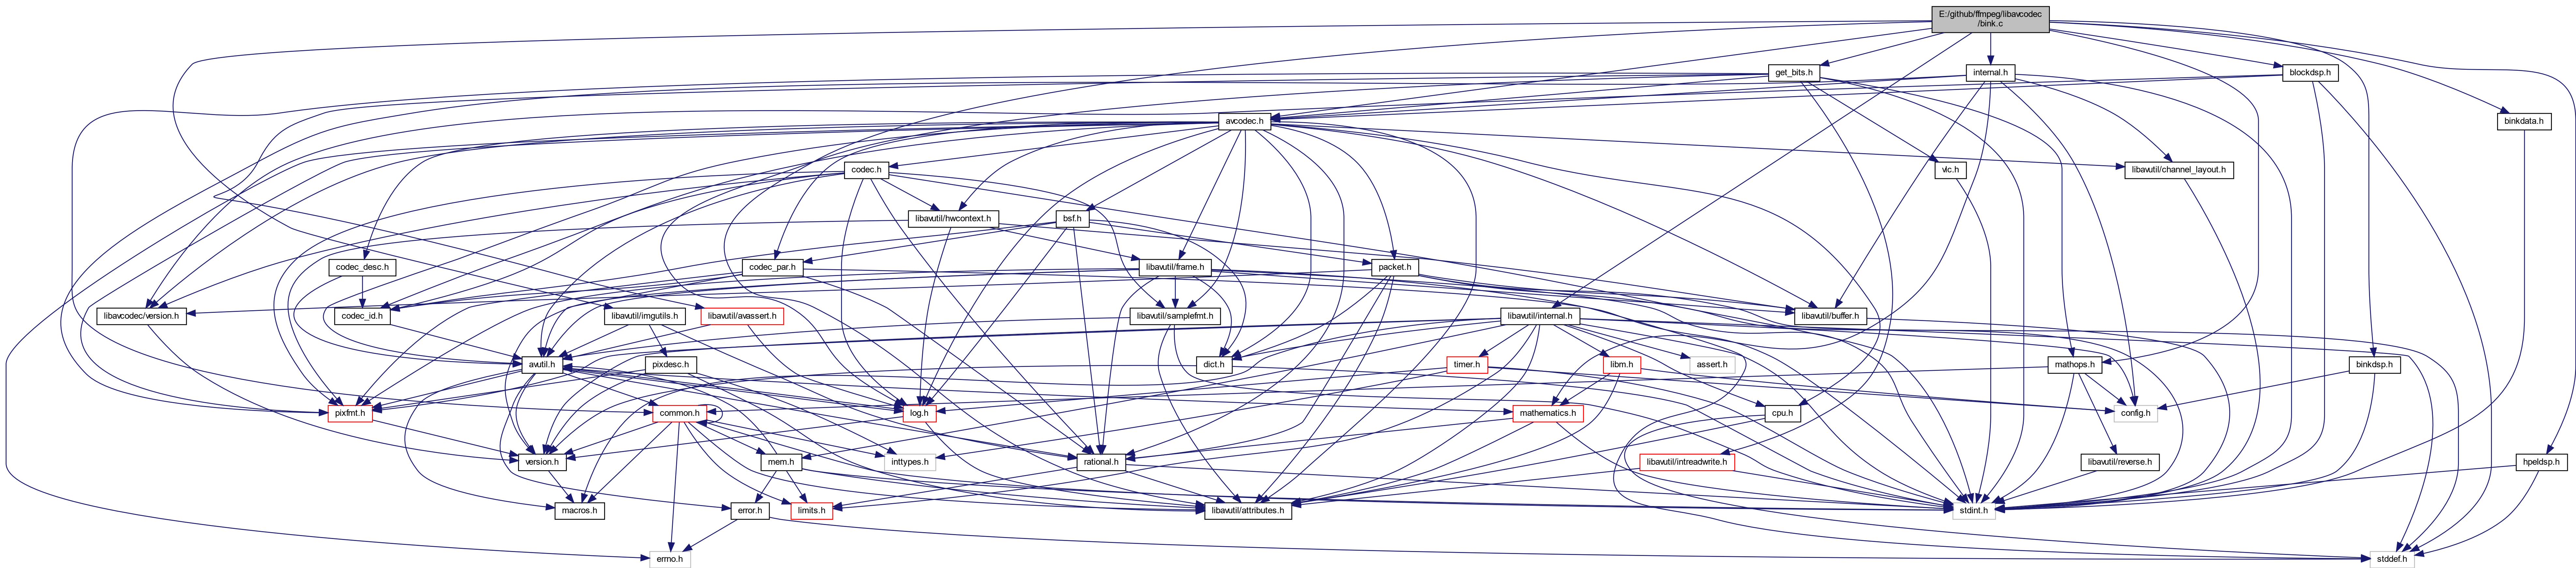 E:/github/ffmpeg/libavcodec
/bink.c
get_bits.h
internal.h
blockdsp.h
avcodec.h
binkdata.h
codec.h
vlc.h
libavutil/channel_layout.h
libavutil/hwcontext.h
bsf.h
codec_desc.h
codec_par.h
libavutil/frame.h
packet.h
libavcodec/version.h
codec_id.h
libavutil/imgutils.h
libavutil/avassert.h
libavutil/samplefmt.h
libavutil/internal.h
libavutil/buffer.h
avutil.h
pixdesc.h
dict.h
timer.h
libm.h
assert.h
mathops.h
binkdsp.h
pixfmt.h
common.h
log.h
mathematics.h
cpu.h
config.h
version.h
mem.h
inttypes.h
rational.h
libavutil/intreadwrite.h
libavutil/reverse.h
hpeldsp.h
macros.h
error.h
limits.h
libavutil/attributes.h
stdint.h
errno.h
stddef.h